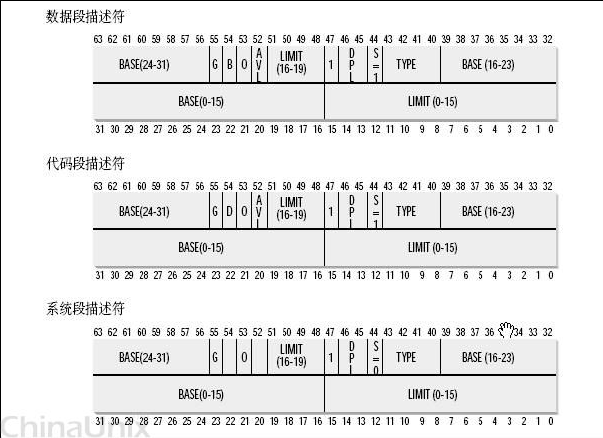 数据段描述符
63 62 61 60 59 58 57 56 55 54 53 52 51 50 49 48 47 46 45 44 43 42 41 40 39 38 37 36 35 34 33 32
BASE(24-31) G B O AVL LIMIT (16-19) 1 DPL S=1 TYPE BASE (16-23)
BASE(0-15) LIMIT (0-15)
31 30 29 28 27 26 25 24 23 22 21 20 19 18 17 16 15 14 13 12 11 10 9 8 7 6 5 4 3 2 1 0
代码段描述符
63 62 61 60 59 58 57 56 55 54 53 52 51 50 49 48 47 46 45 44 43 42 41 40 39 38 37 36 35 34 33 32
BASE(24-31) G D O AVL LIMIT (16-19) 1 DPL S=1 TYPE BASE (16-23)
BASE(0-15) LIMIT (0-15)
31 30 29 28 27 26 25 24 23 22 21 20 19 18 17 16 15 14 13 12 11 10 9 8 7 6 5 4 3 2 1 0
系统段描述符
63 62 61 60 59 58 57 56 55 54 53 52 51 50 49 48 47 46 45 44 43 42 41 40 39 38 37 36 34 33 32
BASE(24-31) G O LIMIT (16-19) 1 DPL S=0 TYPE BASE (16-23)
BASE(0-15) LIMIT (0-15)
31 30 29 28 27 26 25 24 23 22 21 20 19 18 17 16 15 14 13 12 11 10 9 8 7 6 5 4 3 2 1 0
ChinaUnix